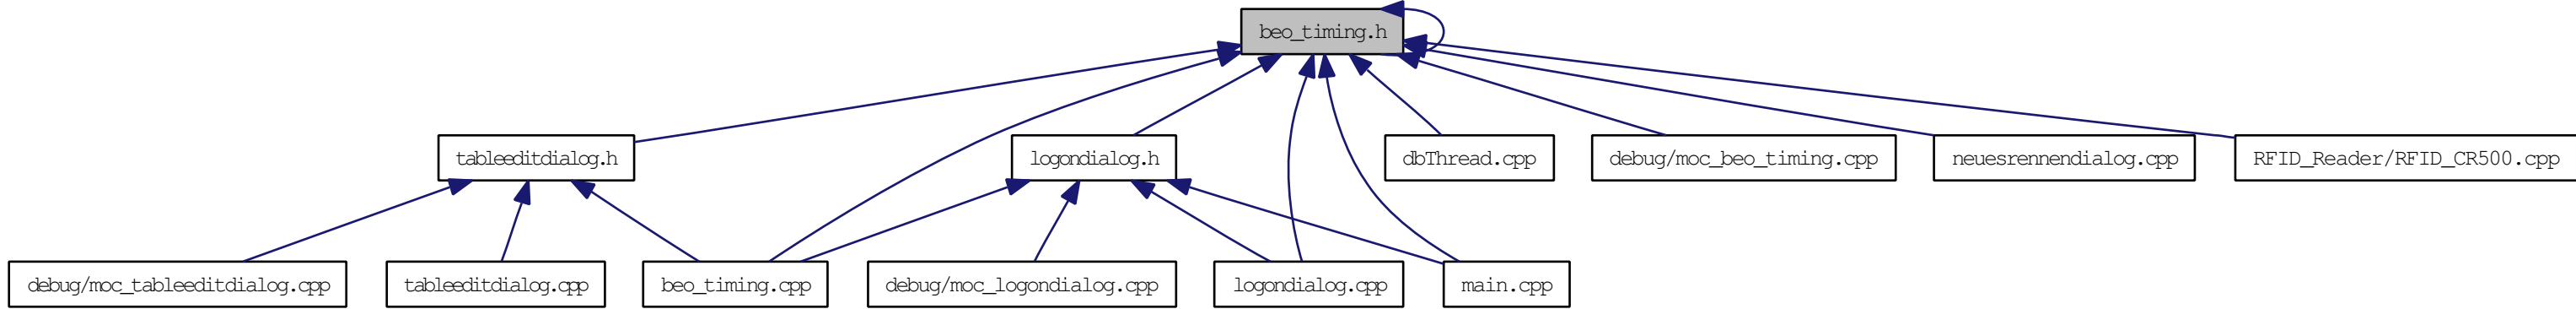 beo_timing.h
tableeditdialog.h
logondialog.h
dbThread.cpp
debug/moc_beo_timing.cpp
neuesrennendialog.cpp
RFID_Reader/RFID_CR500.cpp
debug/moc_tableeditdialog.cpp
tableeditdialog.cpp
beo_timing.cpp
debug/moc_logondialog.cpp
logondialog.cpp
main.cpp